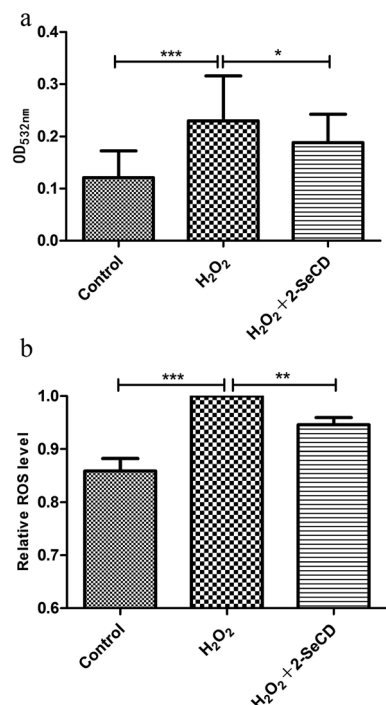 a
*** *
0.4
0.3
0.2
0.1
0.0
OD532nm
Control
H2O2
H2O2+2-SeCD
b
*** **
1.0
0.9
0.8
0.7
0.6
Relative ROS level
Control
H2O2
H2O2+2-SeCD